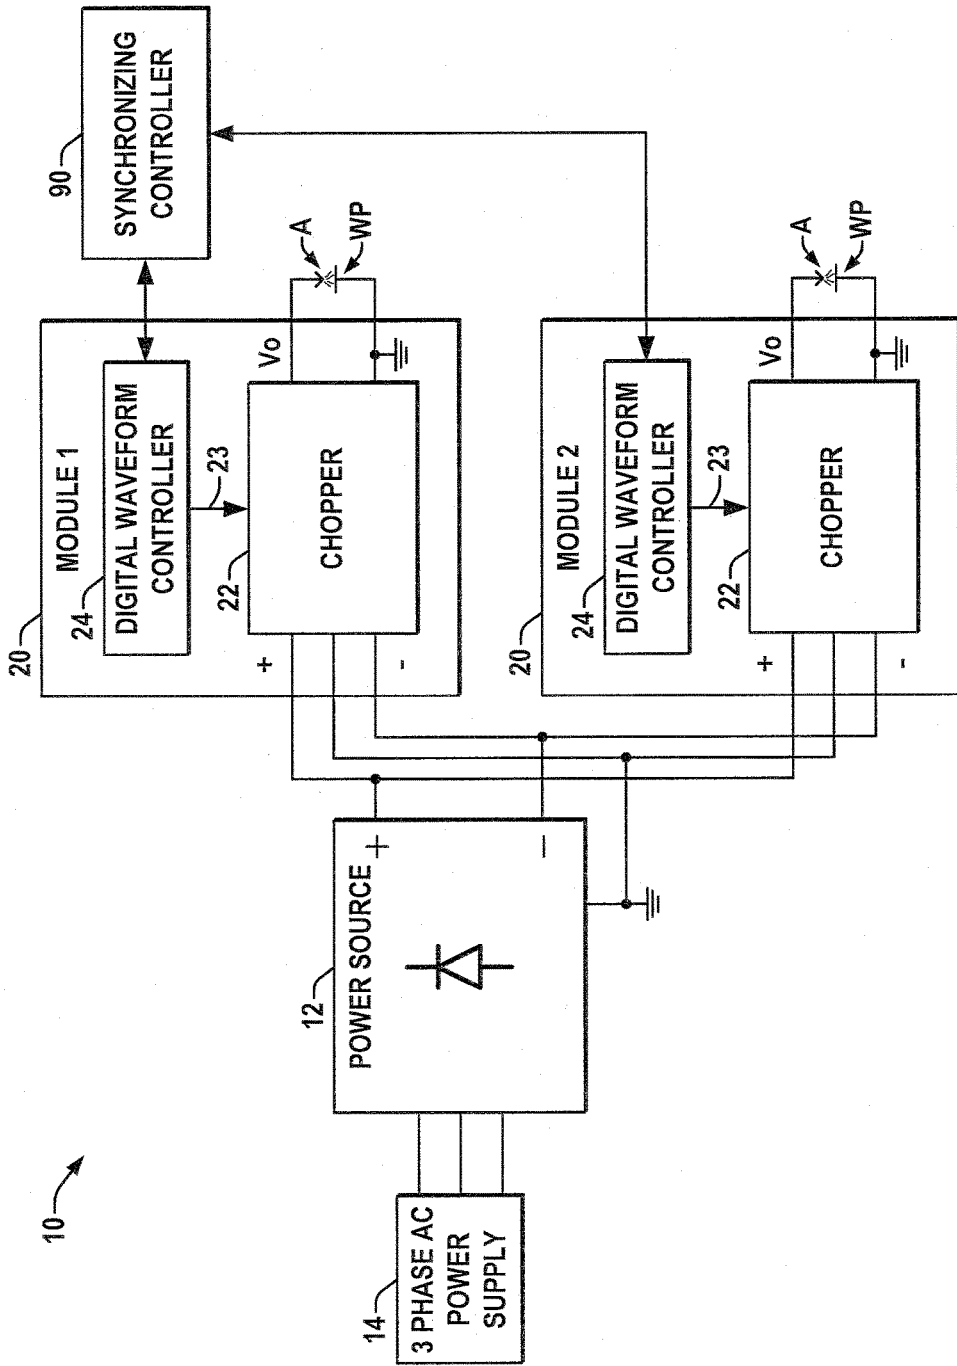 10
14
3 PHASE AC
POWER
SUPPLY
12
POWER SOURCE
+
−
20
MODULE 1
24
DIGITAL WAVEFORM
CONTROLLER
23
22
CHOPPER
+
-
Vo
A
WP
90
SYNCHRONIZING
CONTROLLER
20
MODULE 2
24
DIGITAL WAVEFORM
CONTROLLER
23
22
CHOPPER
+
-
Vo
A
WP